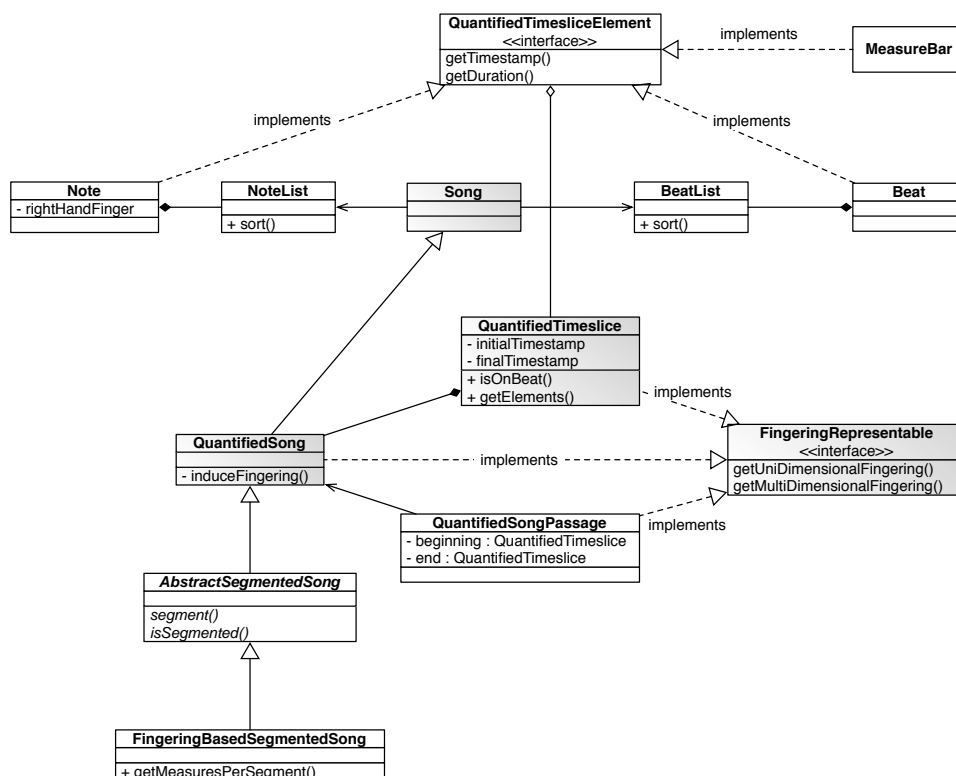 QuantifiedTimesliceElement
<<interface>>
getTimestamp()
getDuration()
implements
MeasureBar
implements
implements
Note
- rightHandFinger
NoteList
+ sort()
Song
BeatList
+ sort()
Beat
QuantifiedTimeslice
- initialTimestamp
- finalTimestamp
+ isOnBeat()
+ getElements()
implements
QuantifiedSong
- induceFingering()
implements
FingeringRepresentable
<<interface>>
getUniDimensionalFingering()
getMultiDimensionalFingering()
QuantifiedSongPassage
- beginning : QuantifiedTimeslice
- end : QuantifiedTimeslice
implements
AbstractSegmentedSong
segment()
isSegmented()
FingeringBasedSegmentedSong
+ getMeasuresPerSegment()